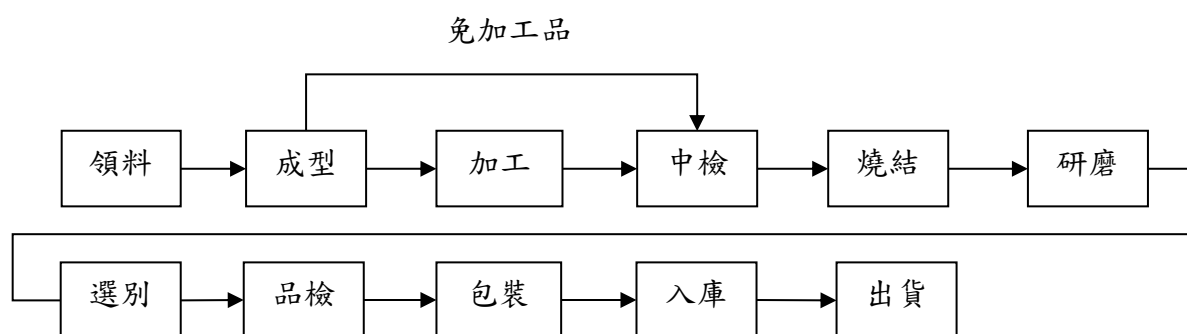 免加工品
領料 成型 加工 中檢 燒結 研磨
選別 品檢 包裝 入庫 出貨